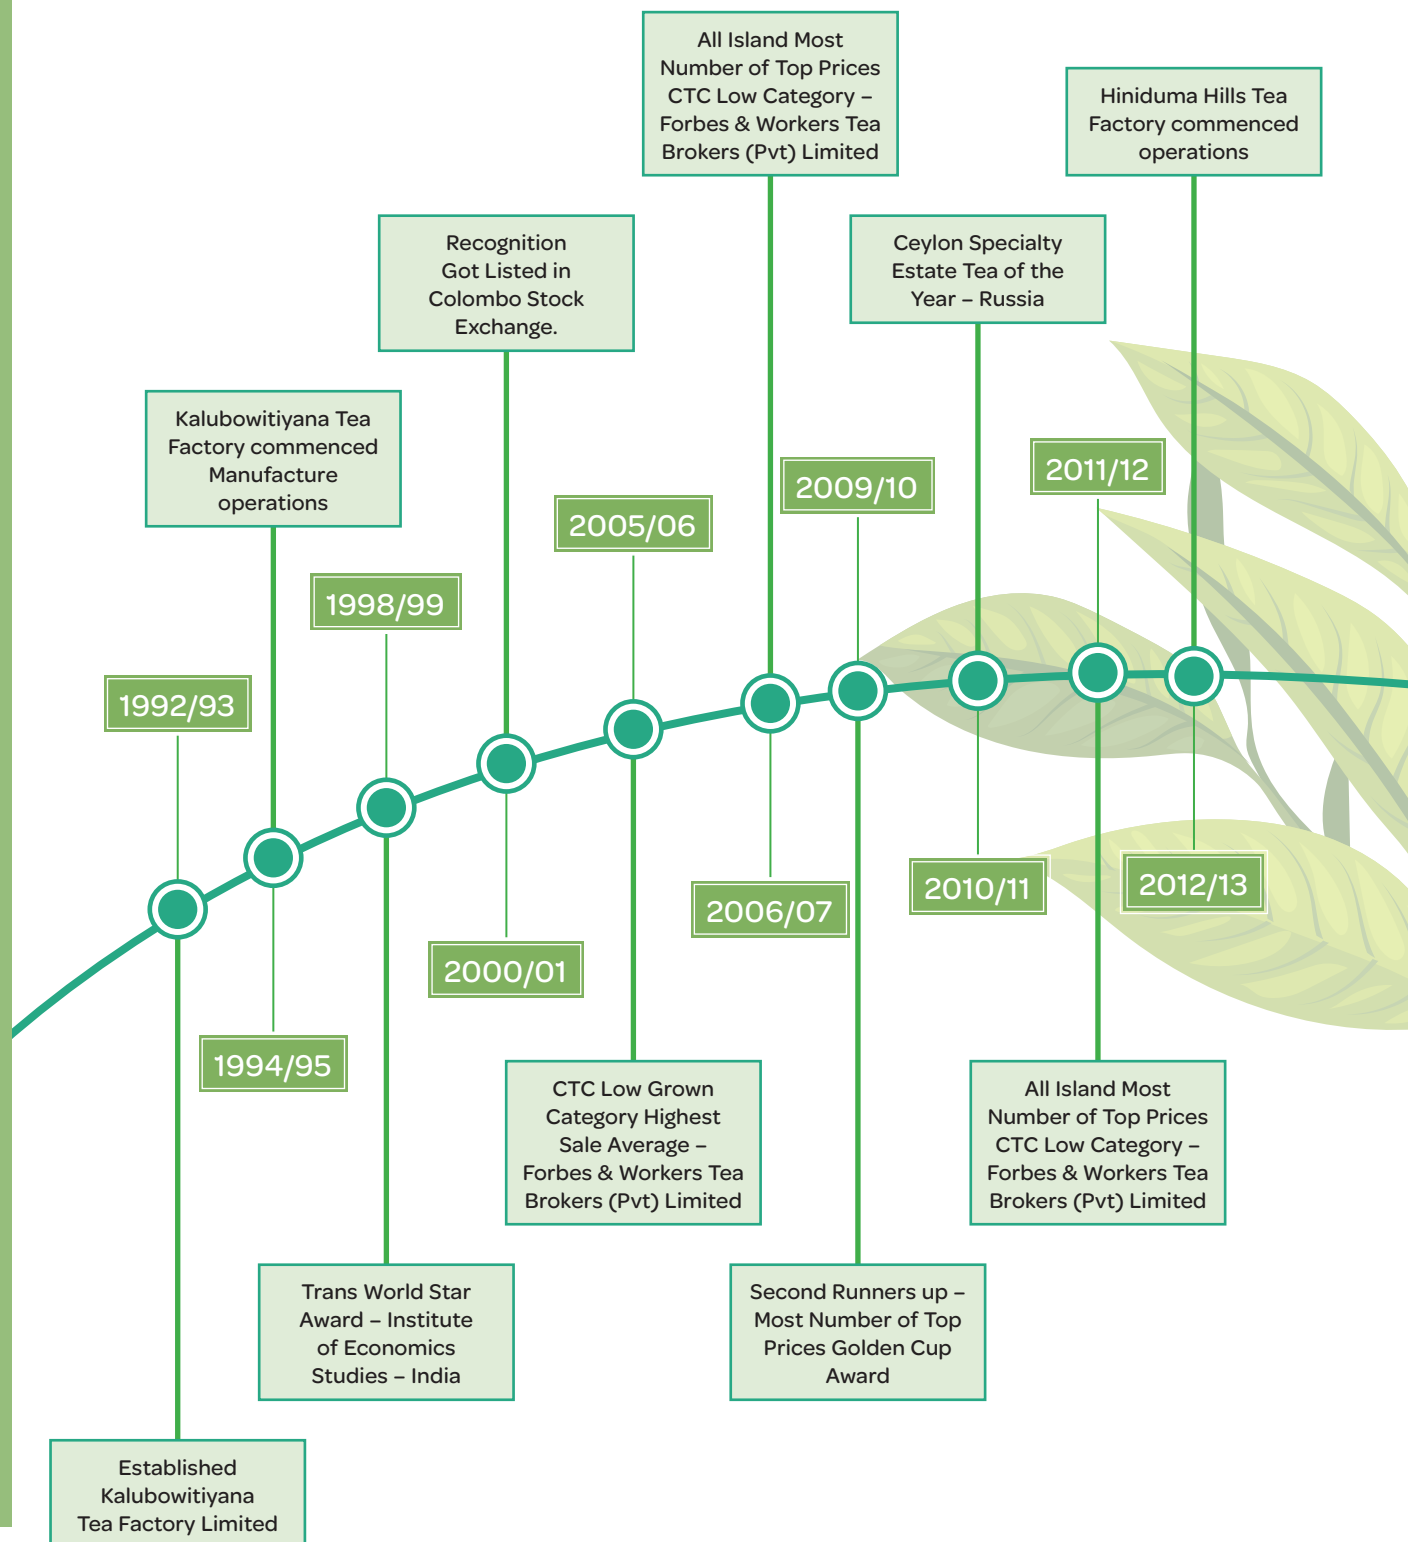 1992/93
Established
Kalubowitiyana
Tea Factory Limited
Kalubowitiyana Tea
Factory commenced
Manufacture
operations
1994/95
1998/99
Trans World Star
Award – Institute
of Economics
Studies – India
Recognition
Got Listed in
Colombo Stock
Exchange.
2000/01
2005/06
CTC Low Grown
Category Highest
Sale Average –
Forbes & Workers Tea
Brokers (Pvt) Limited
All Island Most
Number of Top Prices
CTC Low Category –
Forbes & Workers Tea
Brokers (Pvt) Limited
2006/07
2009/10
Second Runners up –
Most Number of Top
Prices Golden Cup
Award
Ceylon Specialty
Estate Tea of the
Year – Russia
2010/11
2011/12
All Island Most
Number of Top Prices
CTC Low Category –
Forbes & Workers Tea
Brokers (Pvt) Limited
Hiniduma Hills Tea
Factory commenced
operations
2012/13